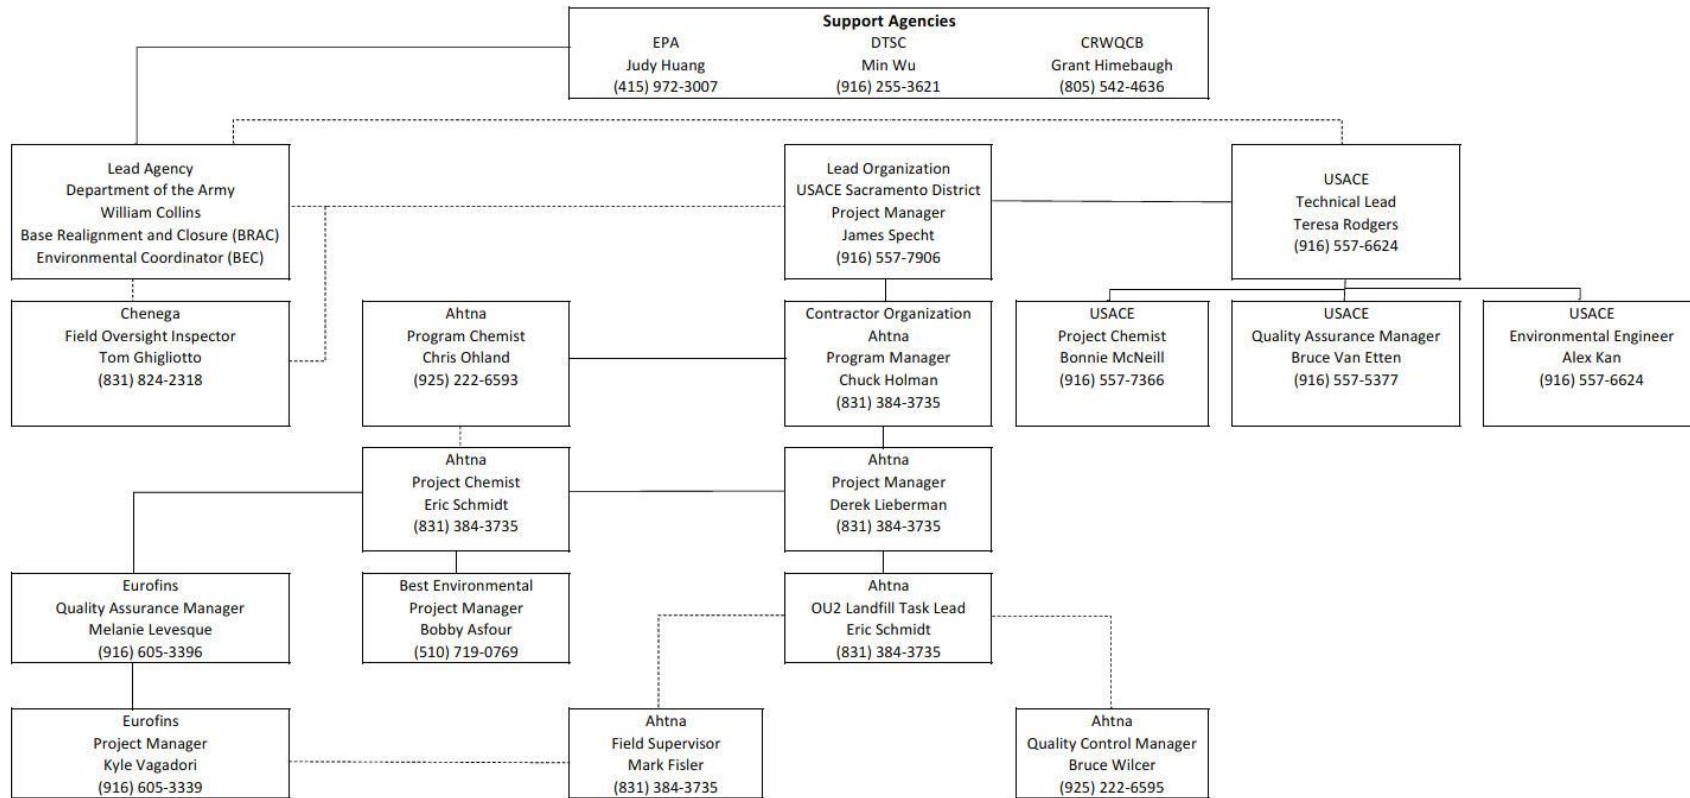 Support Agencies
EPA
Judy Huang
(415) 972-3007
DTSC
Min Wu
(916) 255-3621
CRWQCB
Grant Himebaugh
(805) 542-4636
Lead Agency
Department of the Army
William Collins
Base Realignment and Closure (BRAC)
Environmental Coordinator (BEC)
Lead Organization
USACE Sacramento District
Project Manager
James Specht
(916) 557-7906
USACE
Technical Lead
Teresa Rodgers
(916) 557-6624
Chenega
Field Oversight Inspector
Tom Ghigliotto
(831) 824-2318
Ahtna
Program Chemist
Chris Ohland
(925) 222-6593
Contractor Organization
Ahtna
Program Manager
Chuck Holman
(831) 384-3735
USACE
Project Chemist
Bonnie McNeill
(916) 557-7366
USACE
Quality Assurance Manager
Bruce Van Etten
(916) 557-5377
USACE
Environmental Engineer
Alex Kan
(916) 557-6624
Ahtna
Project Chemist
Eric Schmidt
(831) 384-3735
Ahtna
Project Manager
Derek Lieberman
(831) 384-3735
Eurofins
Quality Assurance Manager
Melanie Levesque
(916) 605-3396
Best Environmental
Project Manager
Bobby Asfour
(510) 719-0769
Ahtna
OU2 Landfill Task Lead
Eric Schmidt
(831) 384-3735
Eurofins
Project Manager
Kyle Vagadori
(916) 605-3339
Ahtna
Field Supervisor
Mark Fisler
(831) 384-3735
Ahtna
Quality Control Manager
Bruce Wilcer
(925) 222-6595